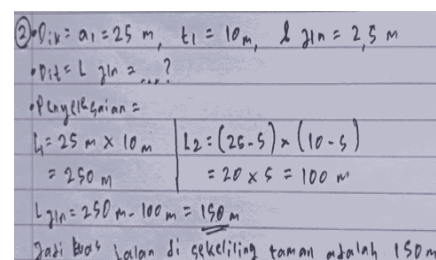 ② • Dik = a1 = 25 m, t1 = 10 m, l jln = 2,5 m
• Dit = L jln = ...?
• Penyelesaian =
L1 = 25 m x 10 m
= 250 m
L2 = (25-5) x (10-5)
= 20 x 5 = 100 m
L jln = 250 m - 100 m = 150 m
Jadi luas jalan di sekeliling taman adalah 150 m